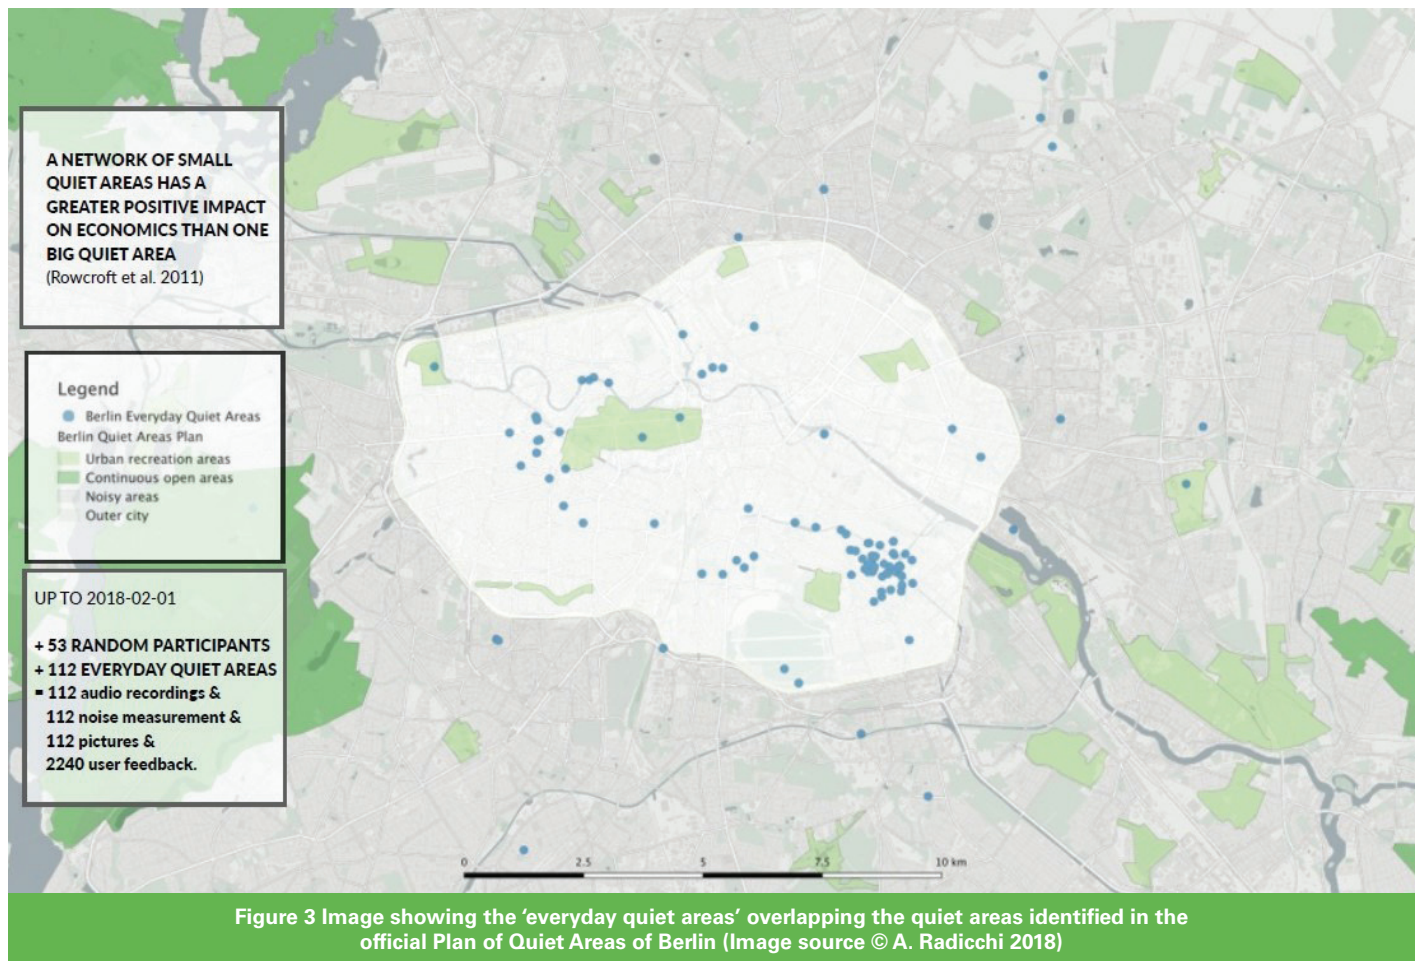 A NETWORK OF SMALL
QUIET AREAS HAS A
GREATER POSITIVE IMPACT
ON ECONOMICS THAN ONE
BIG QUIET AREA
(Rowcroft et al. 2011)
Legend
Berlin Everyday Quiet Areas
Berlin Quiet Areas Plan
Urban recreation areas
Continuous open areas
Noisy areas
Outer city
UP TO 2018-02-01
+ 53 RANDOM PARTICIPANTS
+ 112 EVERYDAY QUIET AREAS
= 112 audio recordings &
112 noise measurement &
112 pictures &
2240 user feedback.
0 2.5 5 7.5 10 km
Figure 3 Image showing the ‘everyday quiet areas’ overlapping the quiet areas identified in the
official Plan of Quiet Areas of Berlin (Image source © A. Radicchi 2018)